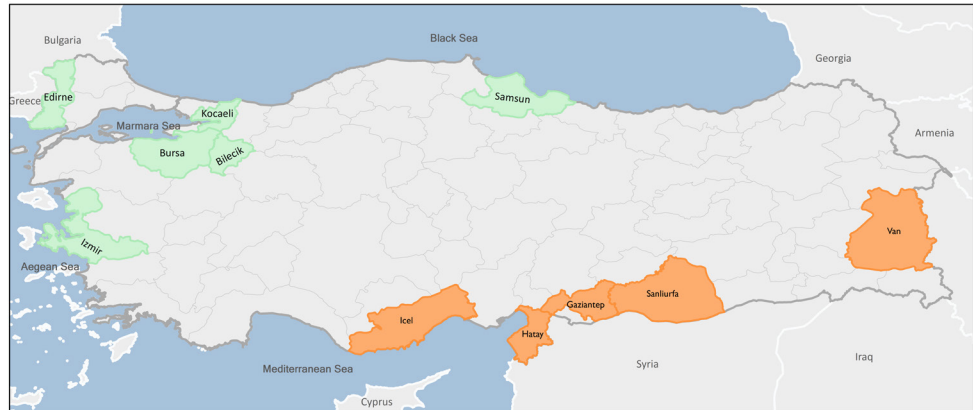 Bulgaria
Black Sea
Georgia
Greece
Edirne
Kocaeli
Samsun
Marmara Sea
Armenia
Bursa
Bilecik
Izmir
Van
Aegean Sea
Icel
Gaziantep
Sanliurfa
Hatay
Mediterranean Sea
Syria
Iraq
Cyprus